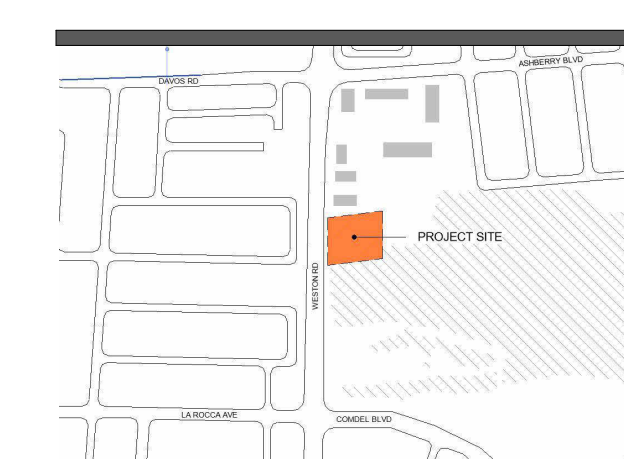 ASHBERRY BLVD
DAVOS RD
PROJECT SITE
WESTON RD
LA ROCCA AVE
COMDEL BLVD